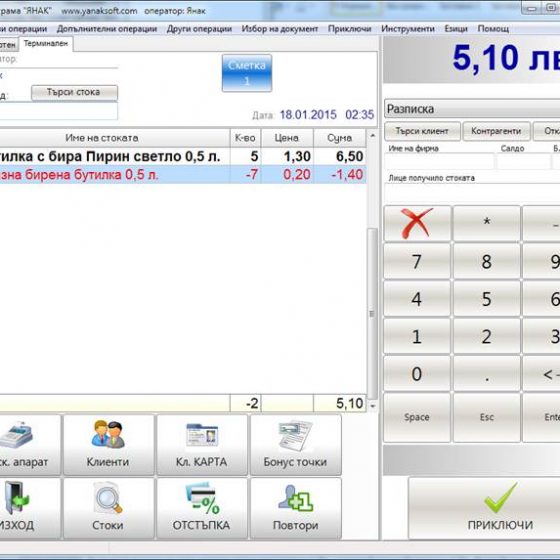 грама "ЯНАК" www.yanaksoft.com оператор: Янак
ни операции Допълнителни операции Други операции Избор на документ Приключи Инструменти Езици Помощ
Терминален
тор:
Сметка
1
5,10 лв
д: Търси стока
Дата: 18.01.2015 02:35
Разписка
Търси клиент Контрагенти Отка
Име на фирма Салдо Б.
Лице получило стоката
Име на стоката К-во Цена Сума
тилка с бира Пирин светло 0,5 л. 5 1,30 6,50
зна бирена бутилка 0,5 л. -7 0,20 -1,40
* -
7 8 9
4 5 6
1 2 3
0 . <-
Space Esc Ente
-2 5,10
ск. апарат Клиенти Кл. КАРТА Бонус точки
ИЗХОД Стоки ОТСТЪПКА Повтори
ПРИКЛЮЧИ